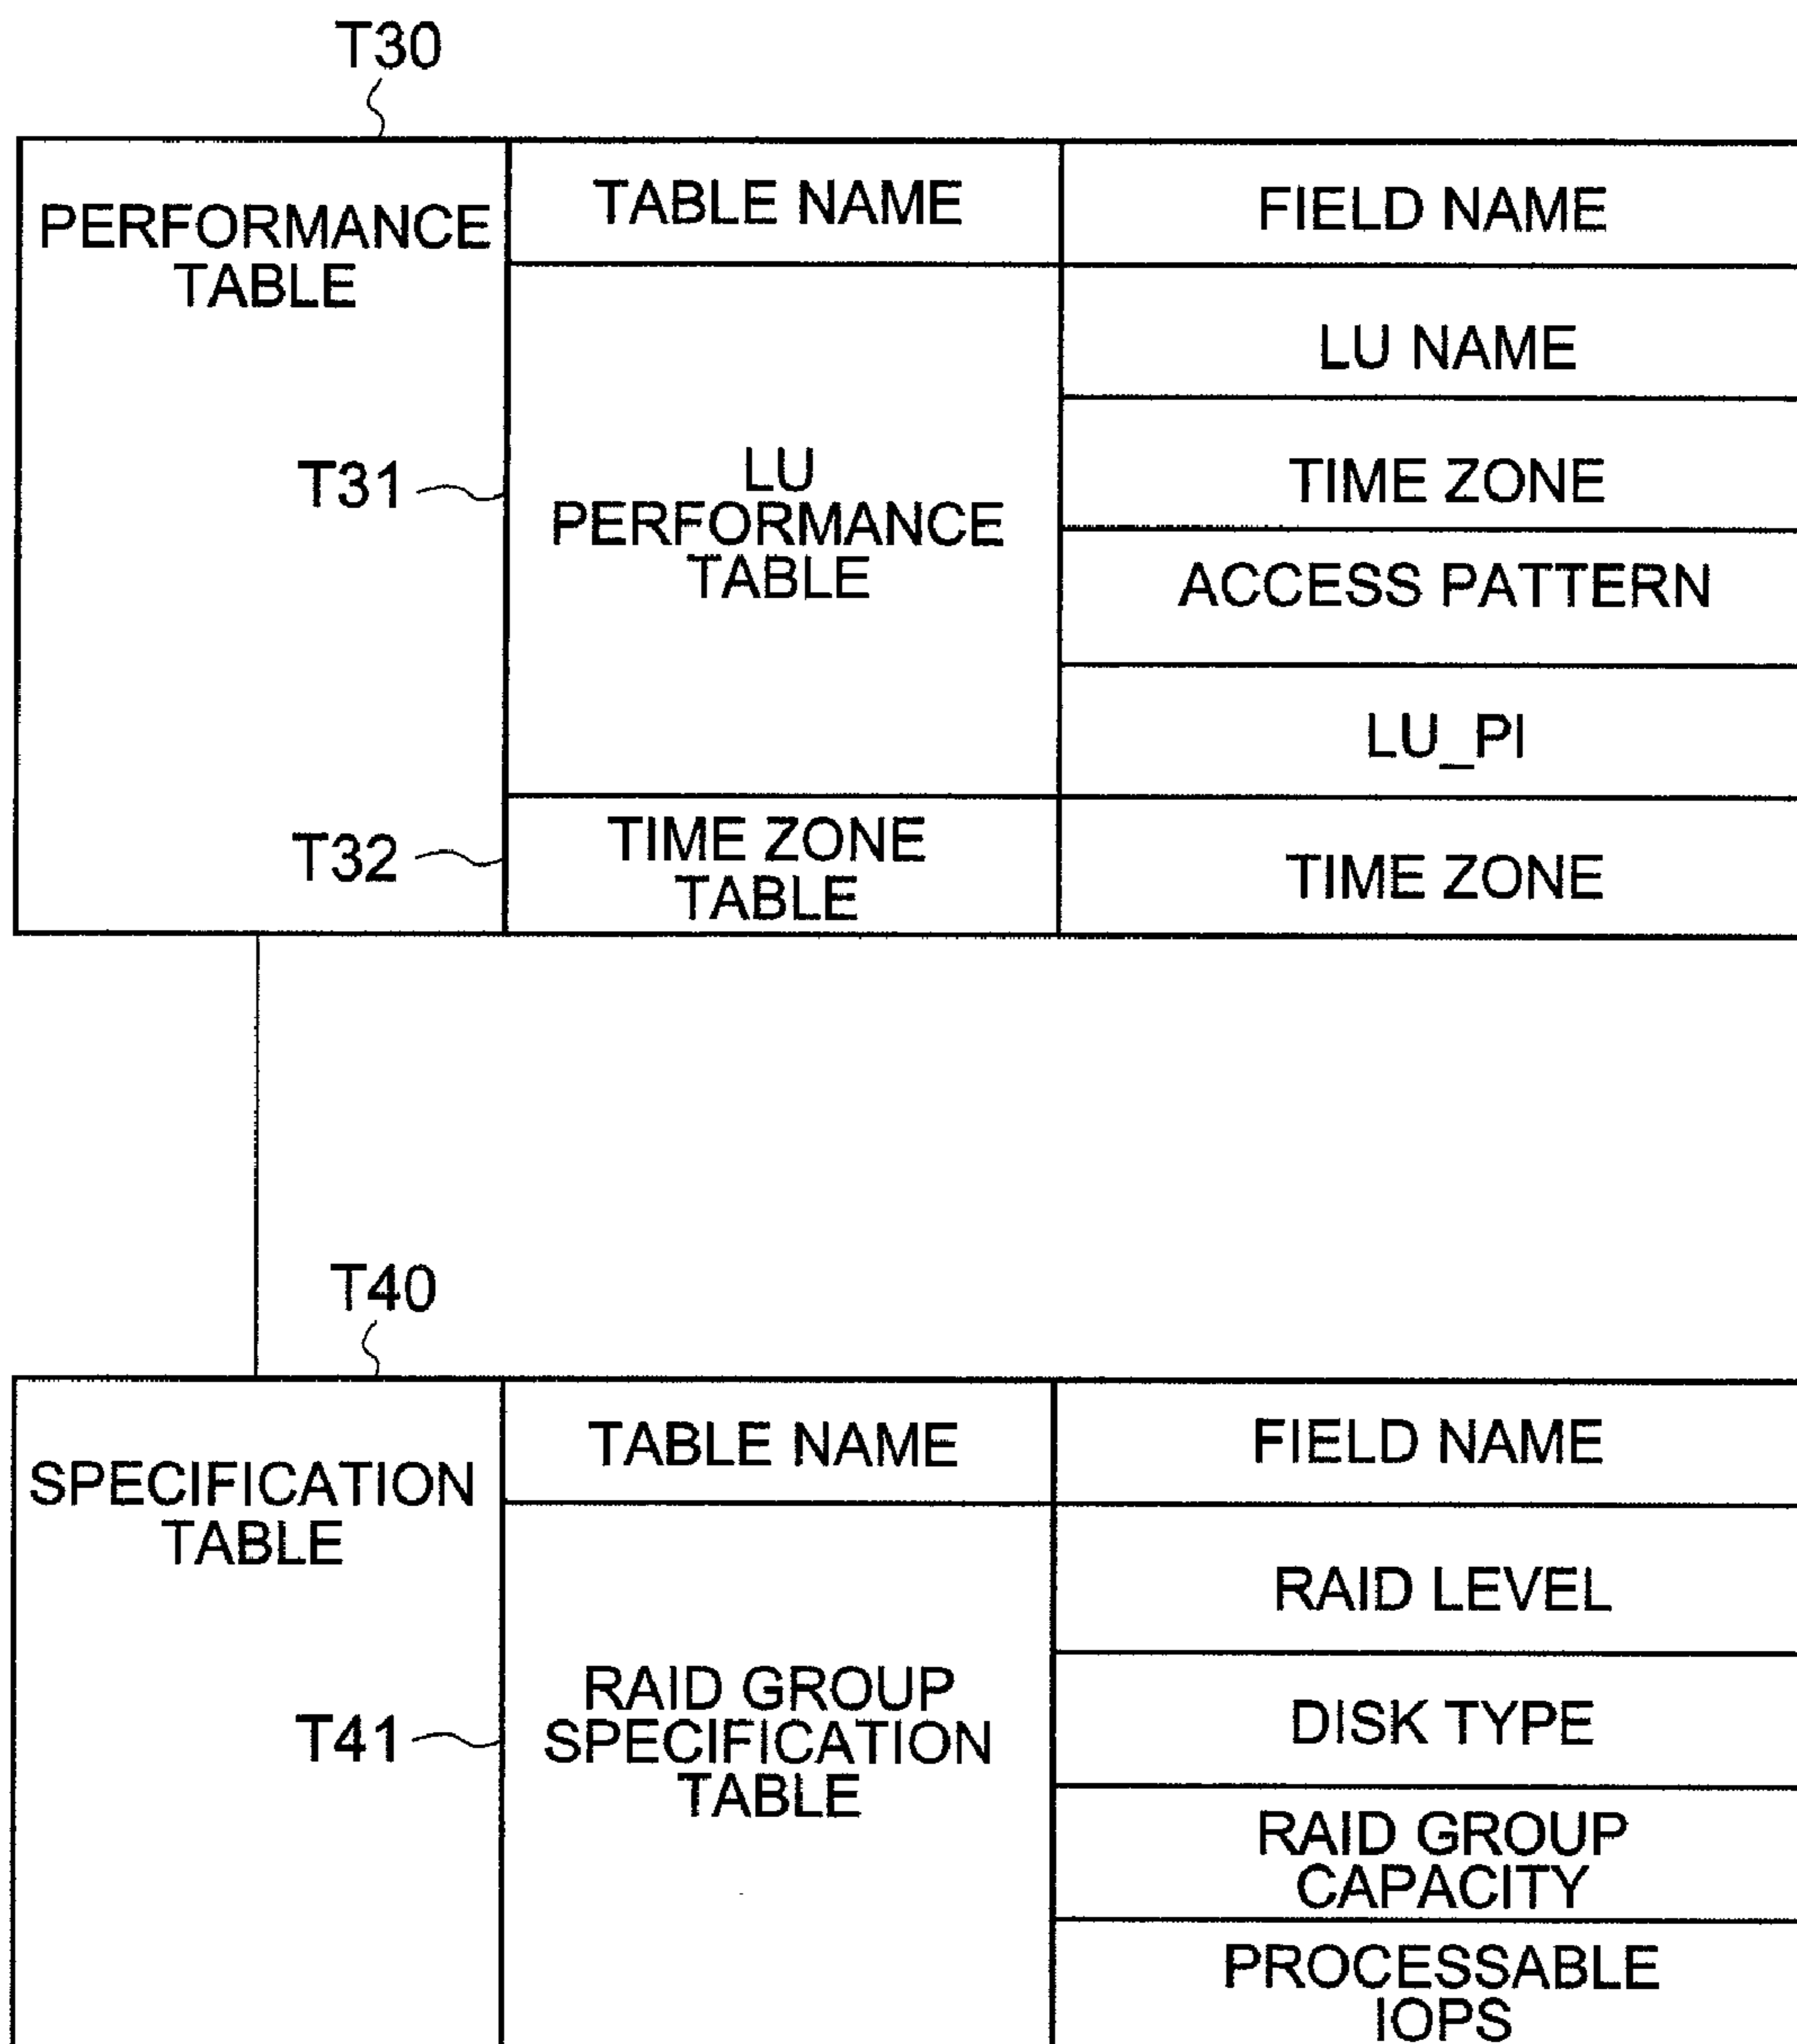 T30
PERFORMANCE
TABLE
TABLE NAME
FIELD NAME
T31
LU
PERFORMANCE
TABLE
LU NAME
TIME ZONE
ACCESS PATTERN
LU_PI
T32
TIME ZONE
TABLE
TIME ZONE
T40
SPECIFICATION
TABLE
TABLE NAME
FIELD NAME
T41
RAID GROUP
SPECIFICATION
TABLE
RAID LEVEL
DISK TYPE
RAID GROUP
CAPACITY
PROCESSABLE
IOPS